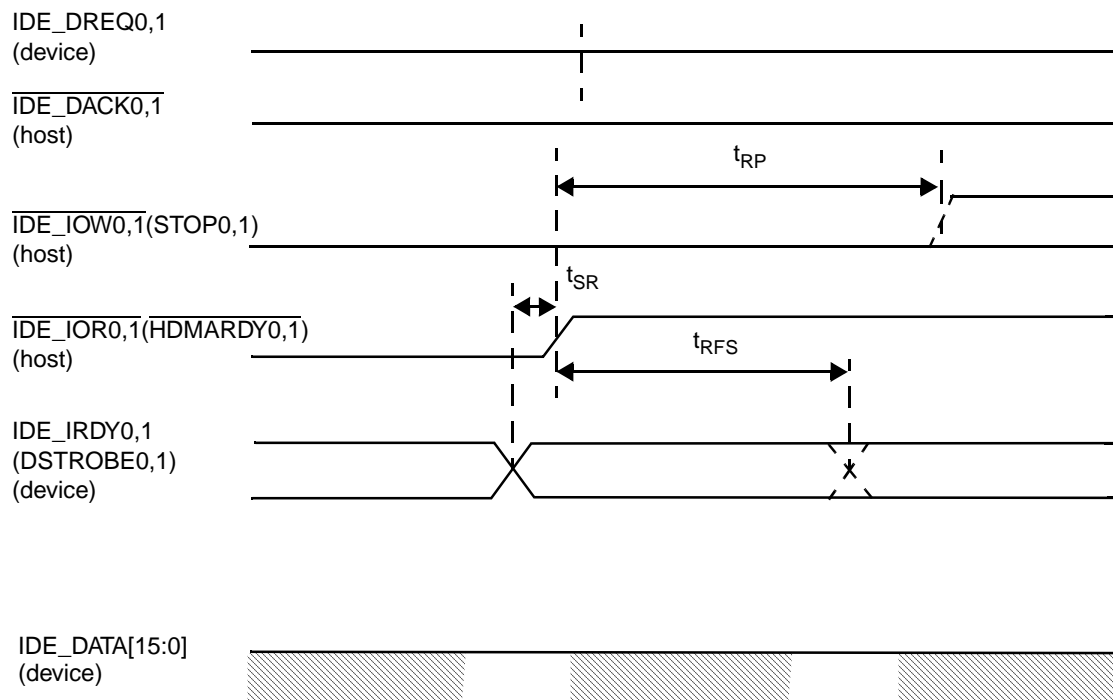 IDE_DREQ0,1
(device)
IDE_DACK0,1
(host)
tRP
IDE_IOW0,1(STOP0,1)
(host)
tSR
IDE_IOR0,1(HDMARDY0,1)
(host)
tRFS
IDE_IRDY0,1
(DSTROBE0,1)
(device)
IDE_DATA[15:0]
(device)